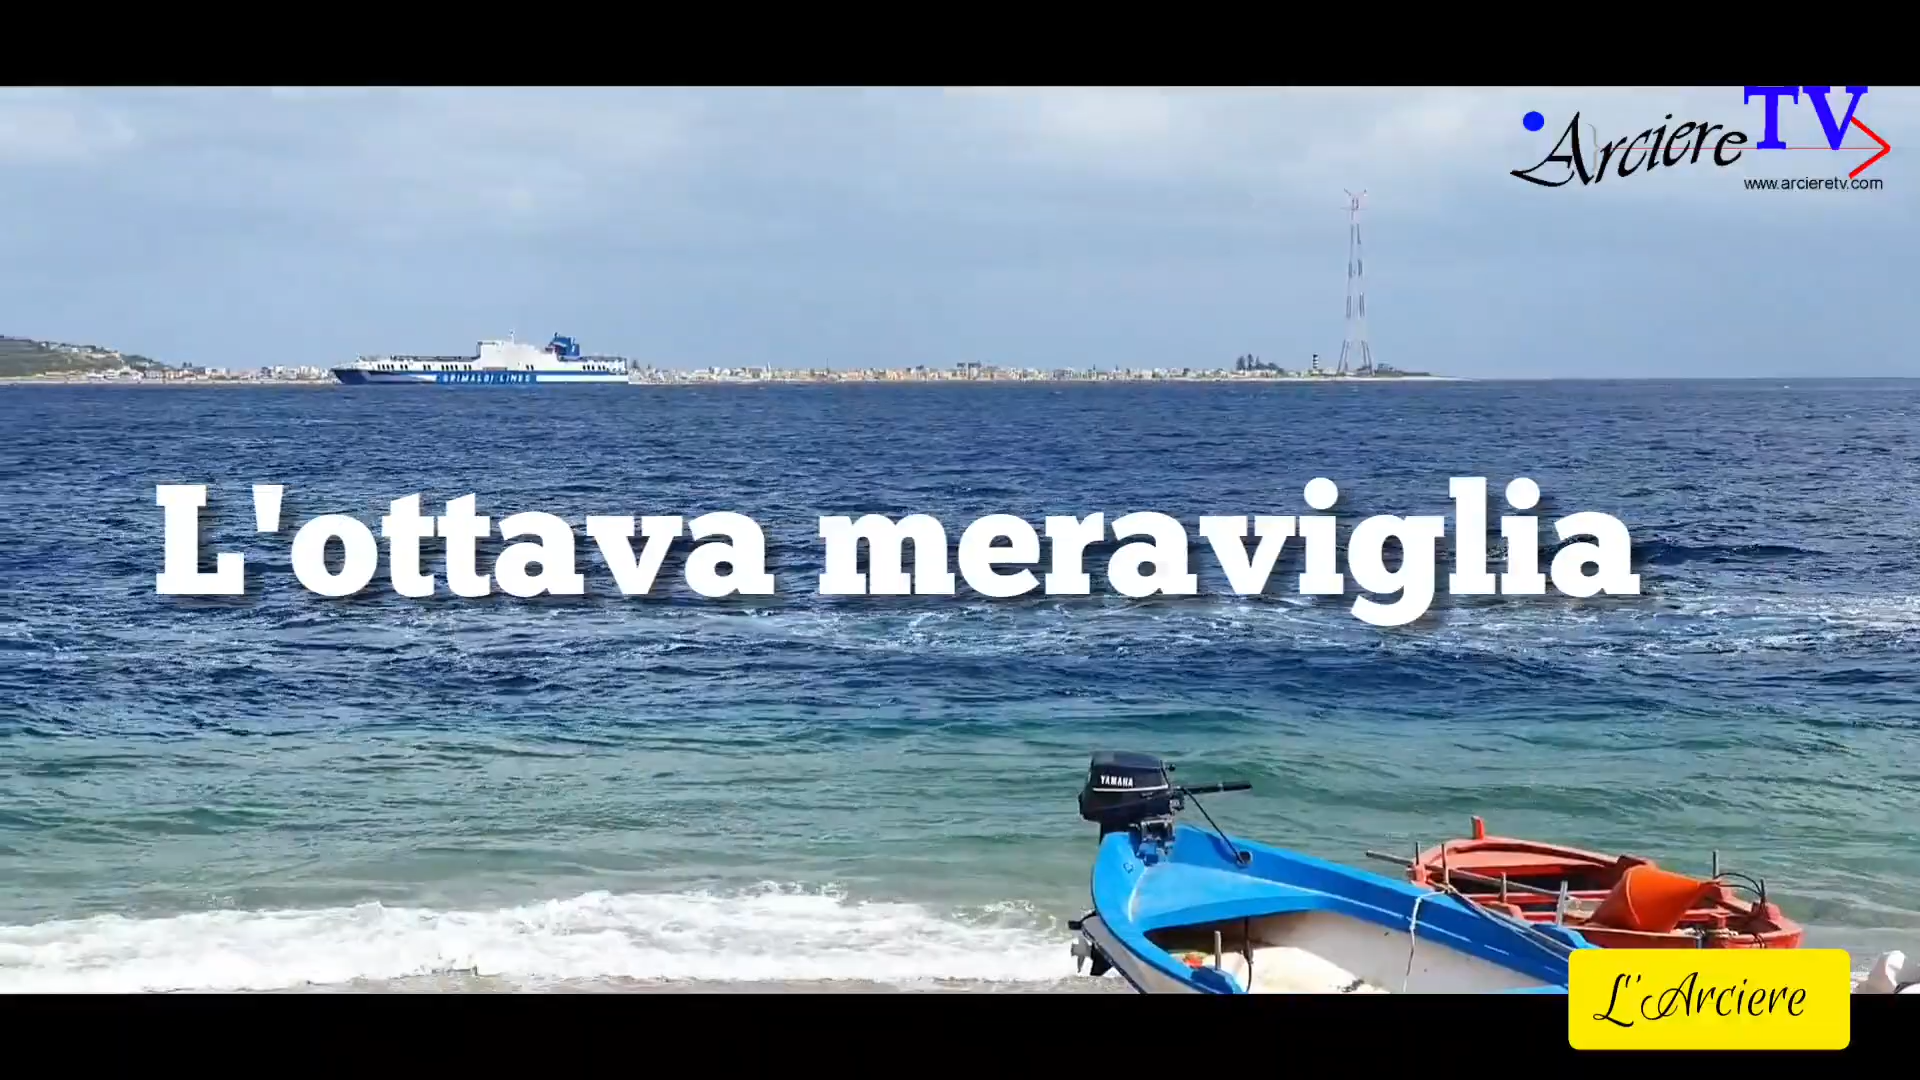 Arciere TV
www.arcieretv.com
GRIMALDI LINES
L'ottava meraviglia
YAMAHA
L'Arciere